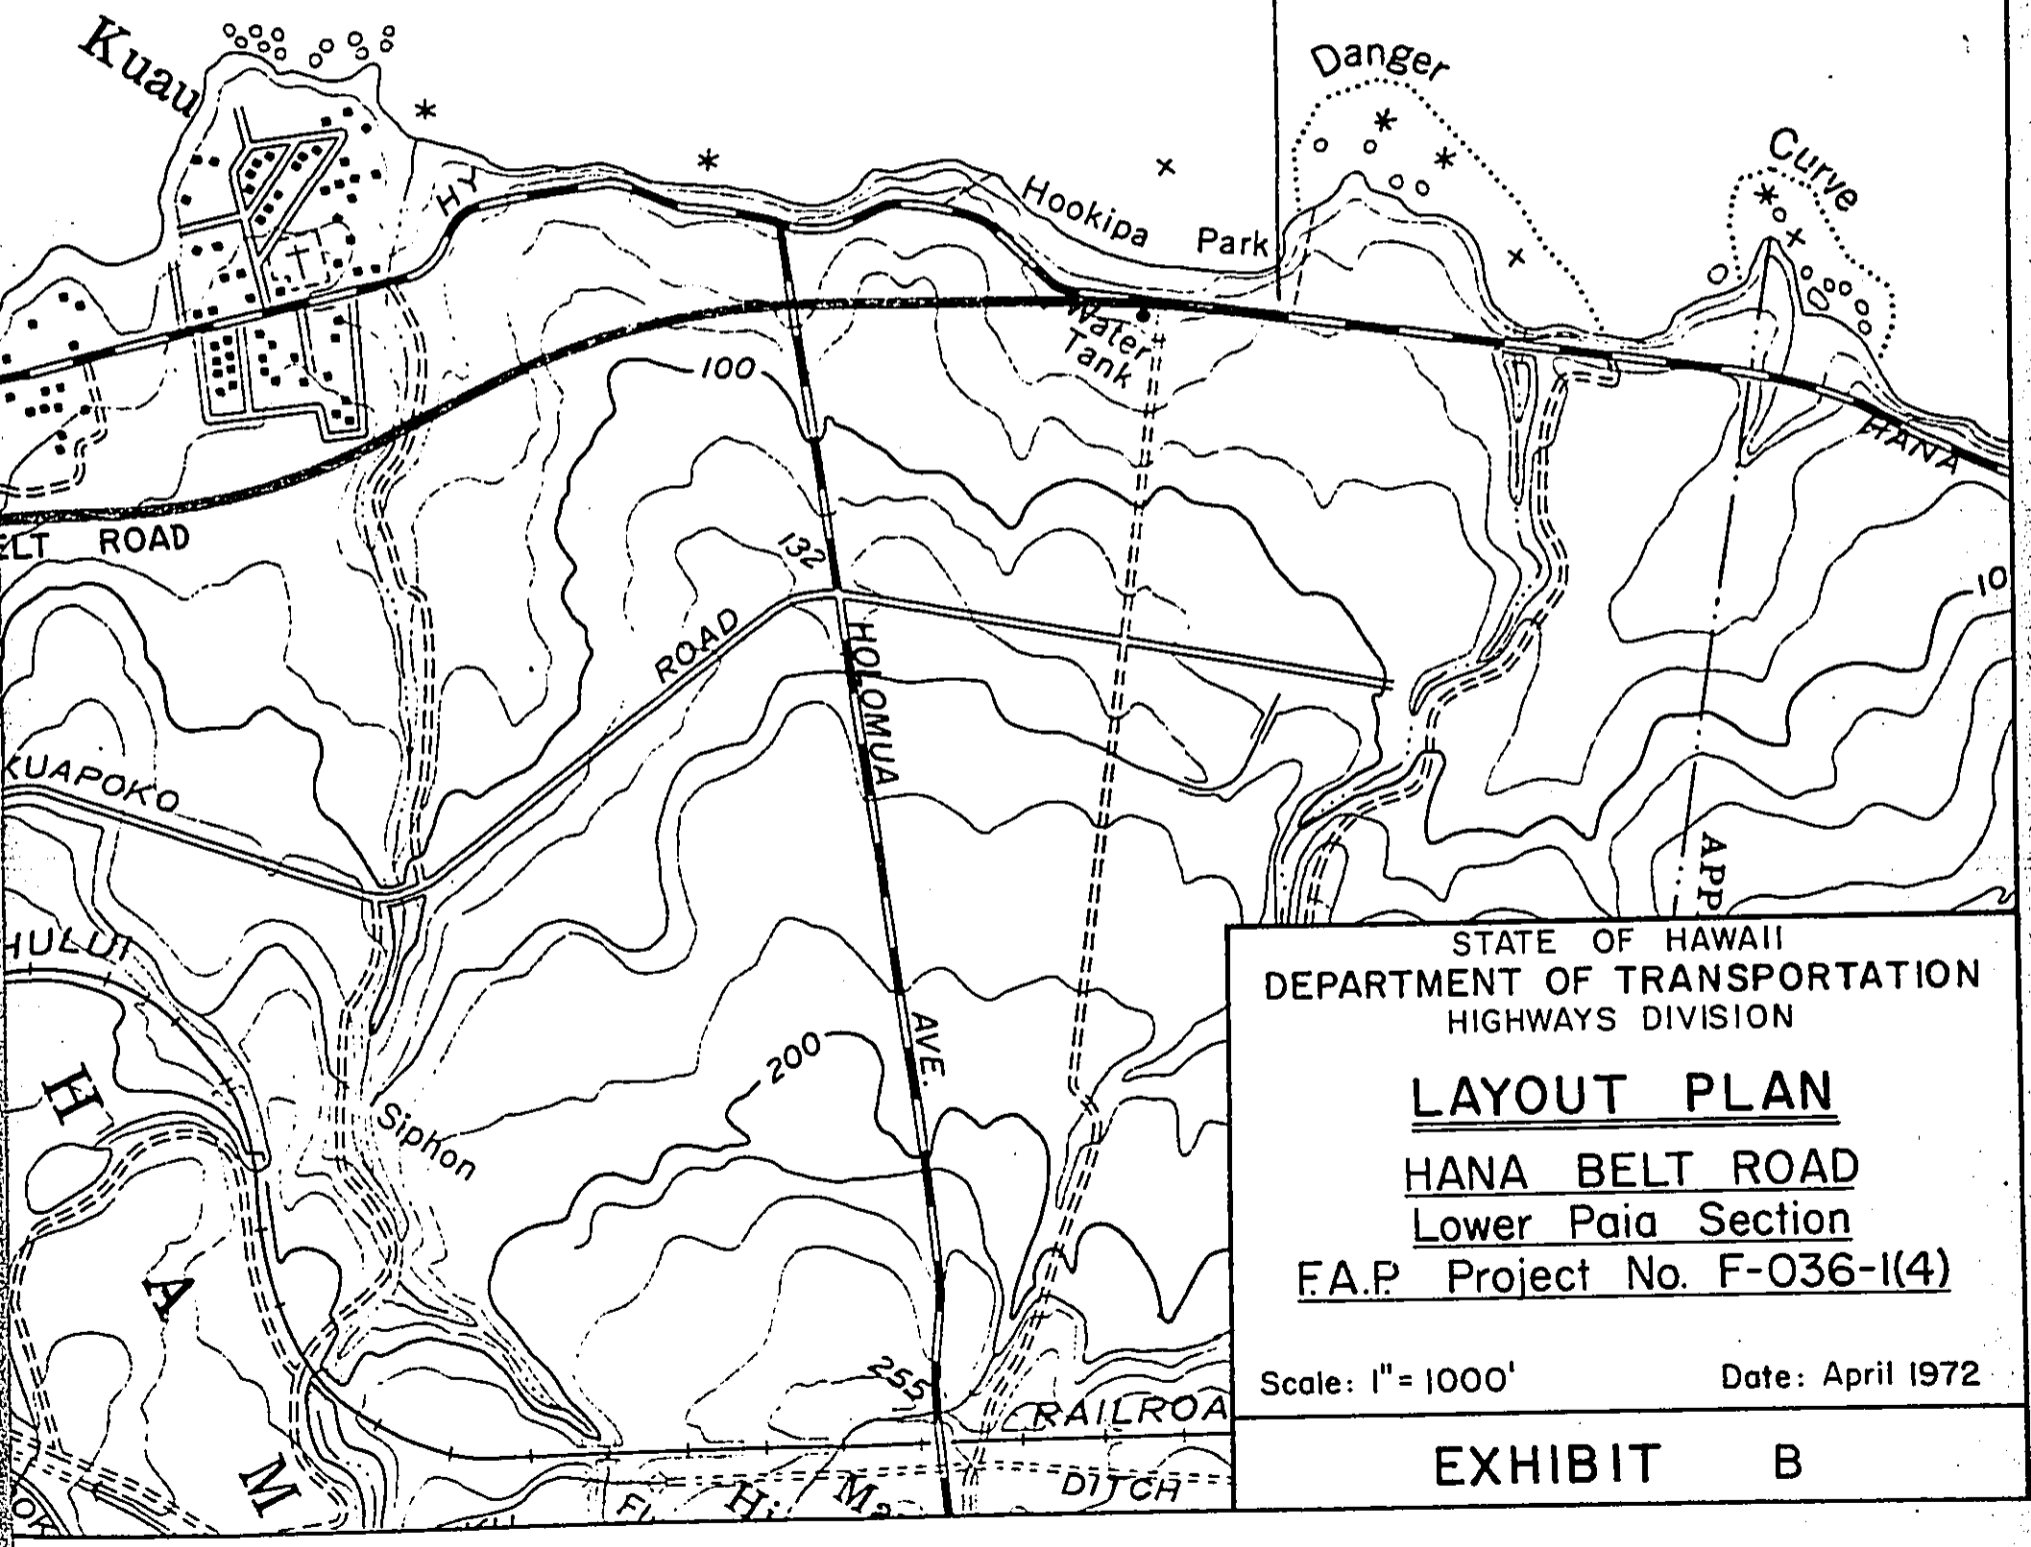 Kuau
Danger
Curve
HY
Hookipa Park
Water
Tank
100
HANA
ROAD
132
10
ROAD
HOLOMUA
KUAPOKO
APP.
HULUI
AVE.
200
H
Siphon
A
255
RAILROA
M
DITCH
STATE OF HAWAII
DEPARTMENT OF TRANSPORTATION
HIGHWAYS DIVISION
LAYOUT PLAN
HANA BELT ROAD
Lower Paia Section
F.A.P. Project No. F-036-1(4)
Scale: 1" = 1000' Date: April 1972
EXHIBIT B